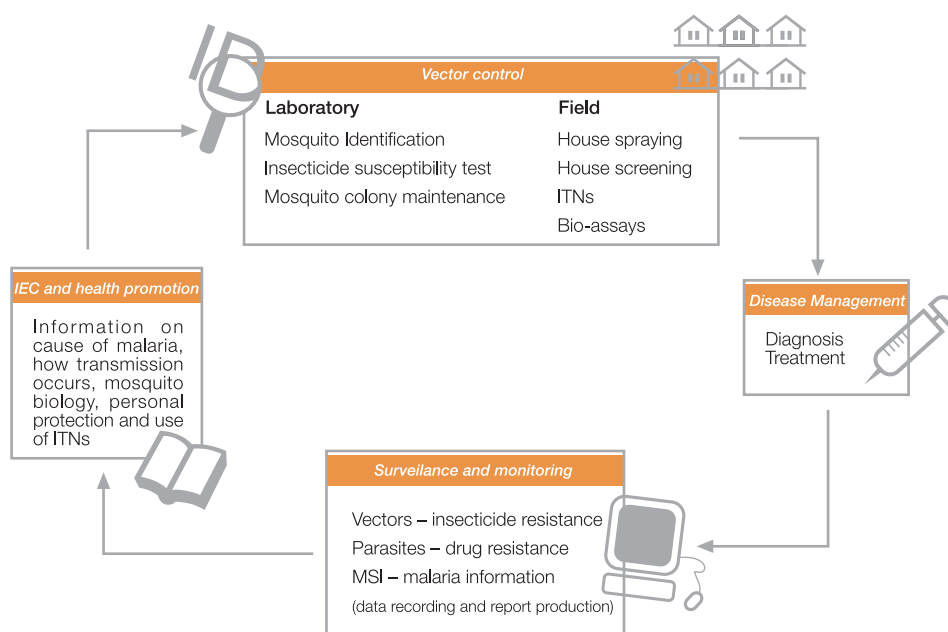 ID
Vector control
Laboratory
Mosquito Identification
Insecticide susceptibility test
Mosquito colony maintenance
Field
House spraying
House screening
ITNs
Bio-assays
Disease Management
Diagnosis
Treatment
Surveilance and monitoring
Vectors – insecticide resistance
Parasites – drug resistance
MSI – malaria information
(data recording and report production)
IEC and health promotion
Information on
cause of malaria,
how transmission
occurs, mosquito
biology, personal
protection and use
of ITNs